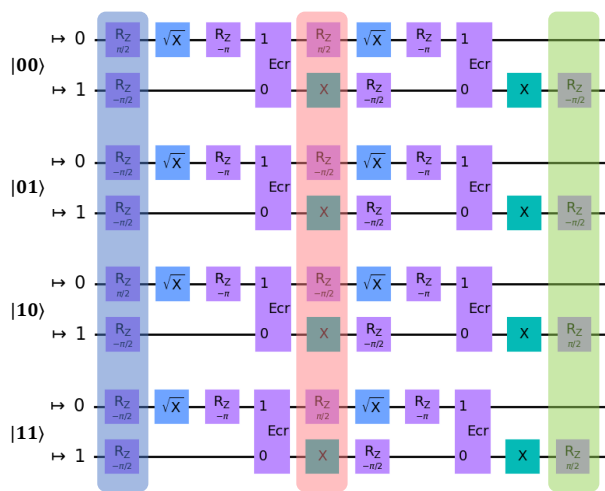 |00⟩
↦ 0 R_Z π/2 √X R_Z -π 1 R_Z π/2 √X R_Z -π 1
Ecr Ecr
↦ 1 R_Z -π/2 0 X R_Z -π/2 0 X R_Z -π/2
|01⟩
↦ 0 R_Z -π/2 √X R_Z -π 1 R_Z -π/2 √X R_Z -π 1
Ecr Ecr
↦ 1 R_Z -π/2 0 X R_Z -π/2 0 X R_Z -π/2
|10⟩
↦ 0 R_Z π/2 √X R_Z -π 1 R_Z -π/2 √X R_Z -π 1
Ecr Ecr
↦ 1 R_Z -π/2 0 X R_Z -π/2 0 X R_Z π/2
|11⟩
↦ 0 R_Z -π/2 √X R_Z -π 1 R_Z π/2 √X R_Z -π 1
Ecr Ecr
↦ 1 R_Z -π/2 0 X R_Z -π/2 0 X R_Z π/2